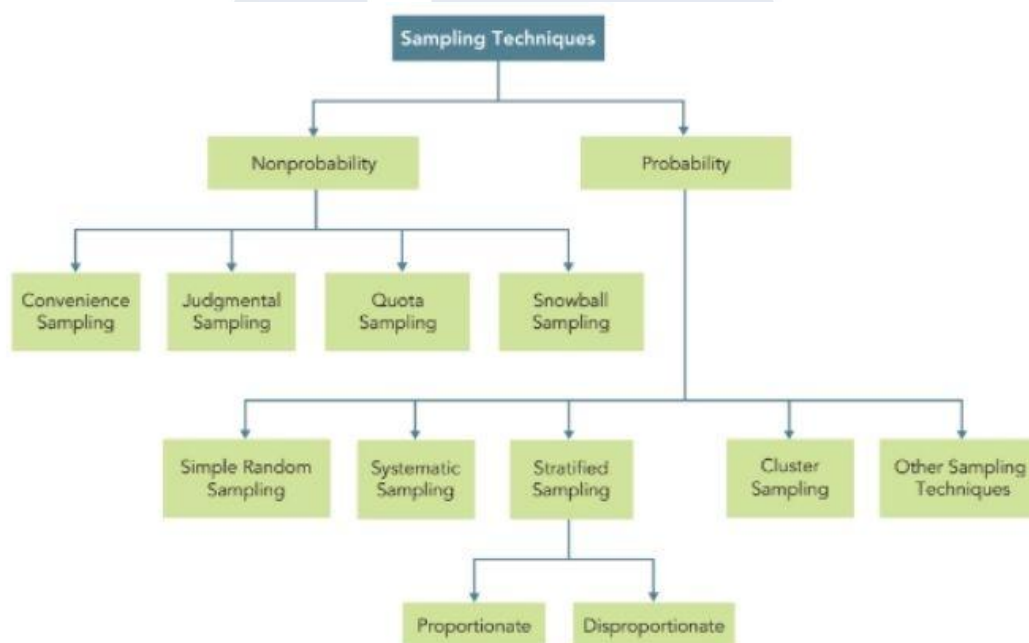 Sampling Techniques
Nonprobability
Probability
Convenience
Sampling
Judgmental
Sampling
Quota
Sampling
Snowball
Sampling
Simple Random
Sampling
Systematic
Sampling
Stratified
Sampling
Cluster
Sampling
Other Sampling
Techniques
Proportionate
Disproportionate